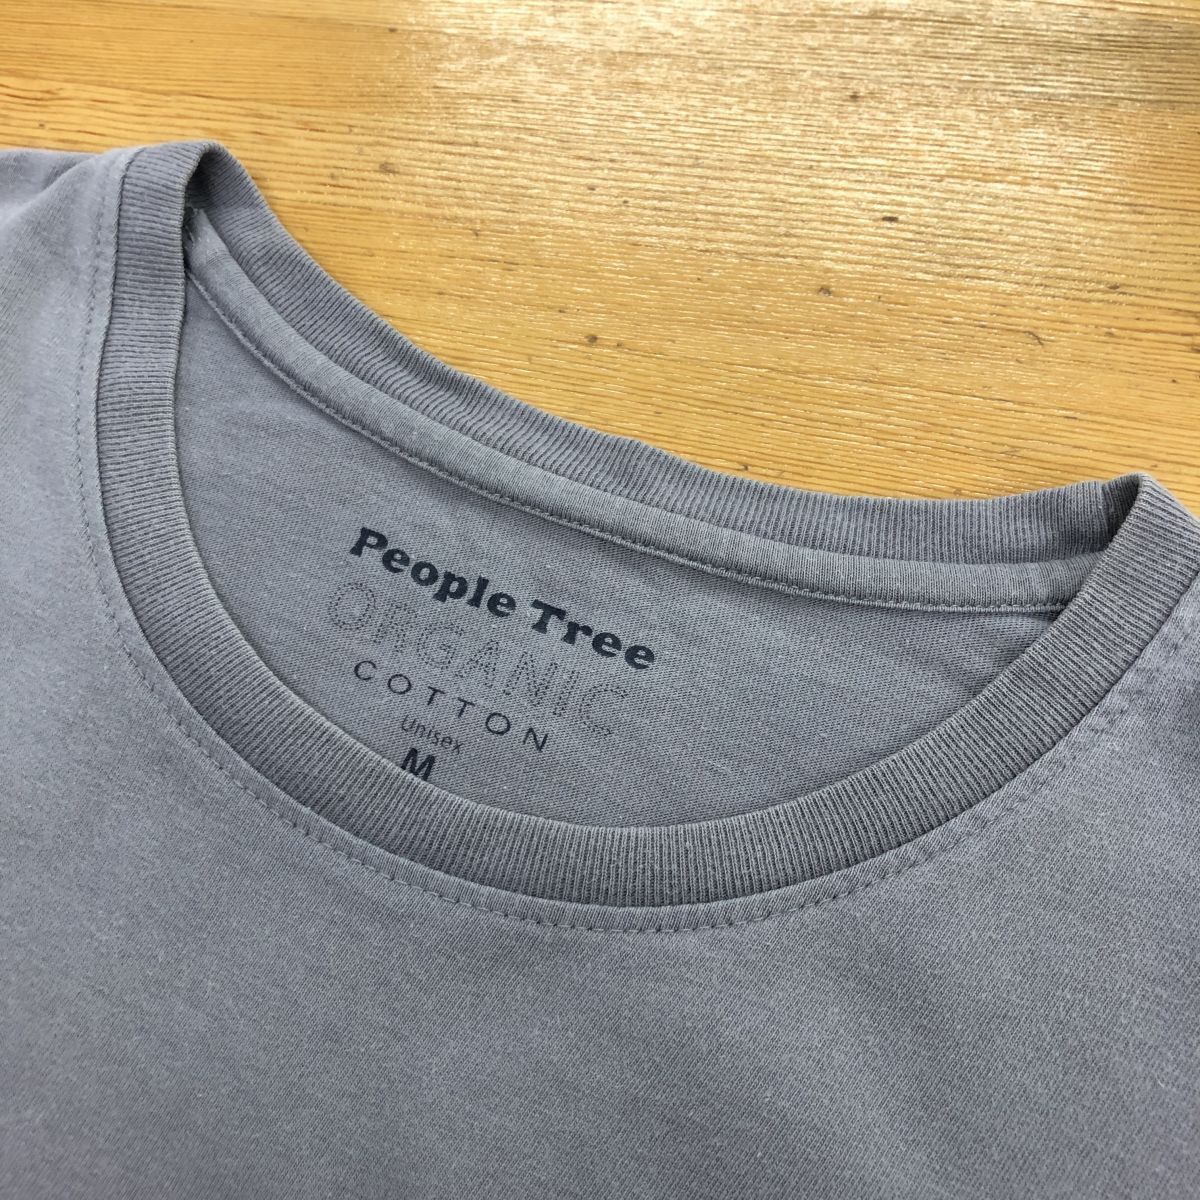 People Tree
ORGANIC
COTTON
Unisex
M